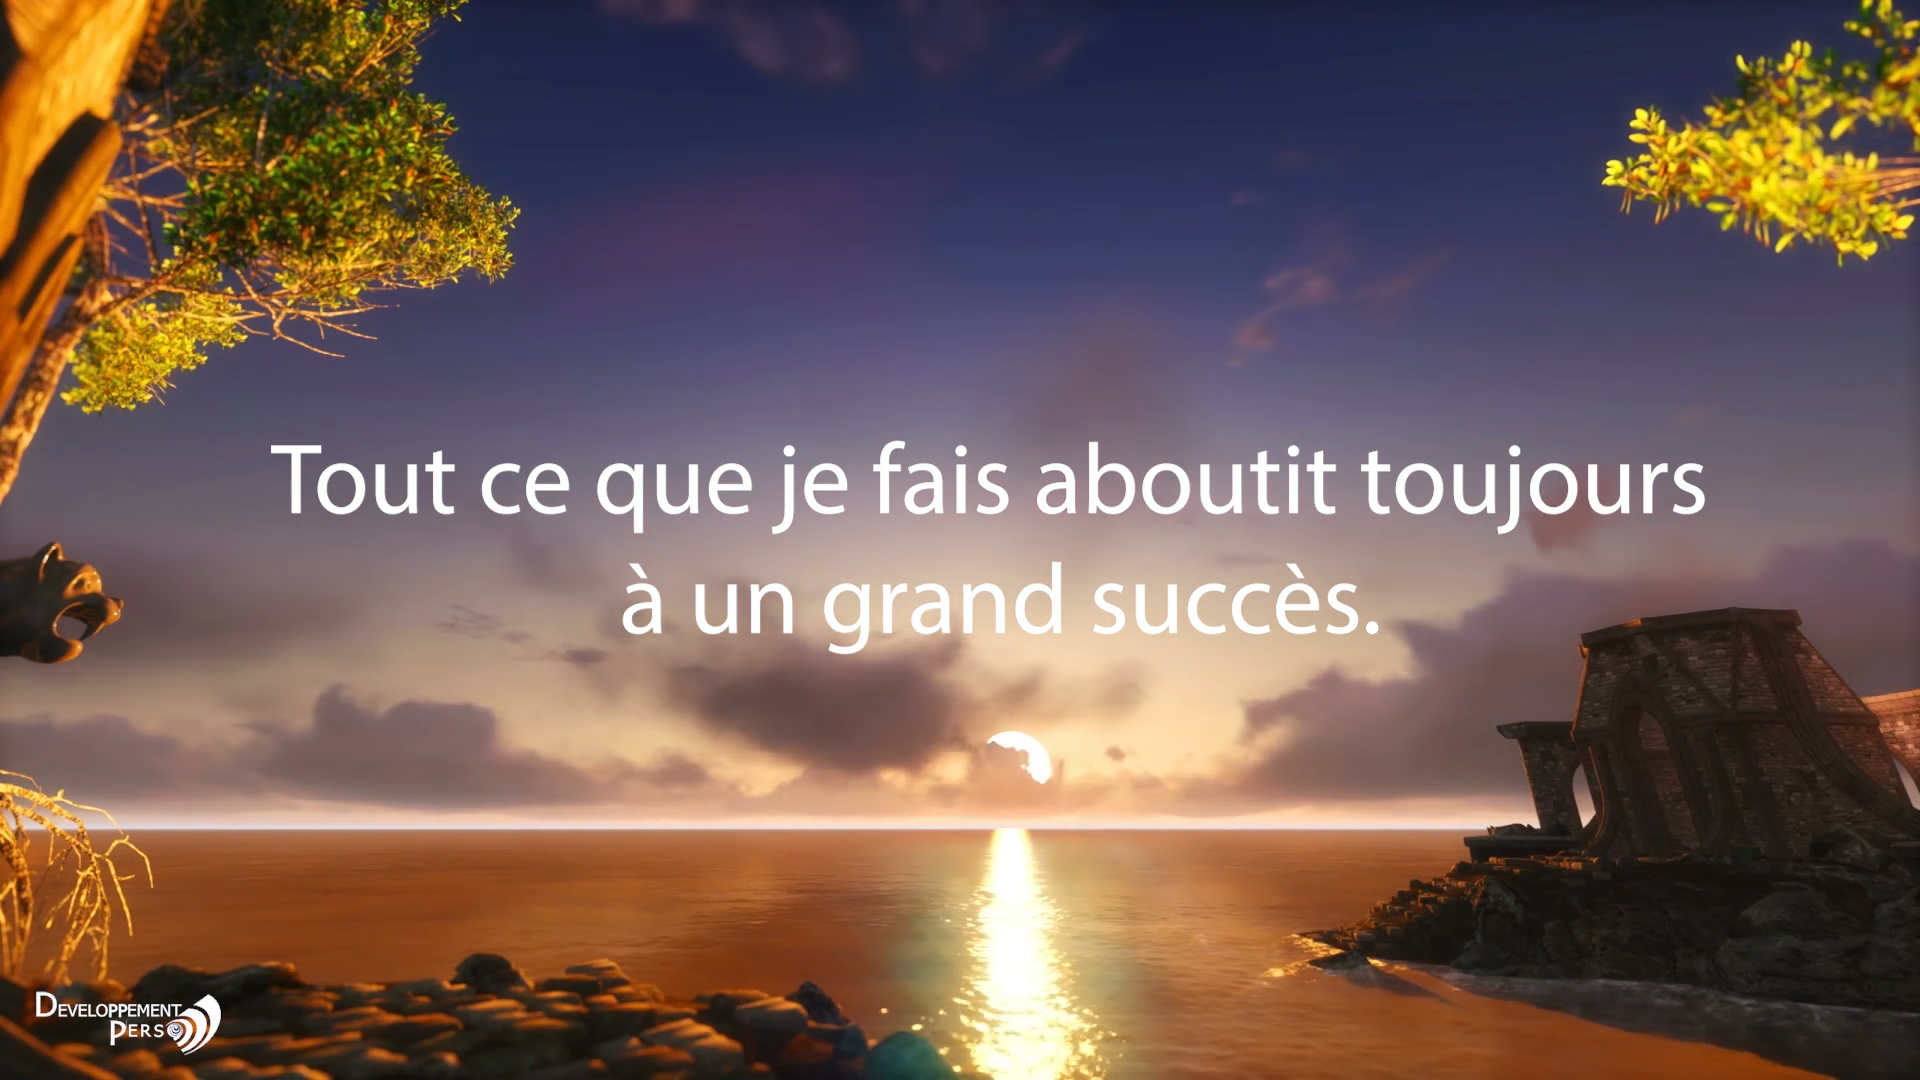 Tout ce que je fais aboutit toujours
à un grand succès.
DEVELOPPEMENT
PERSO